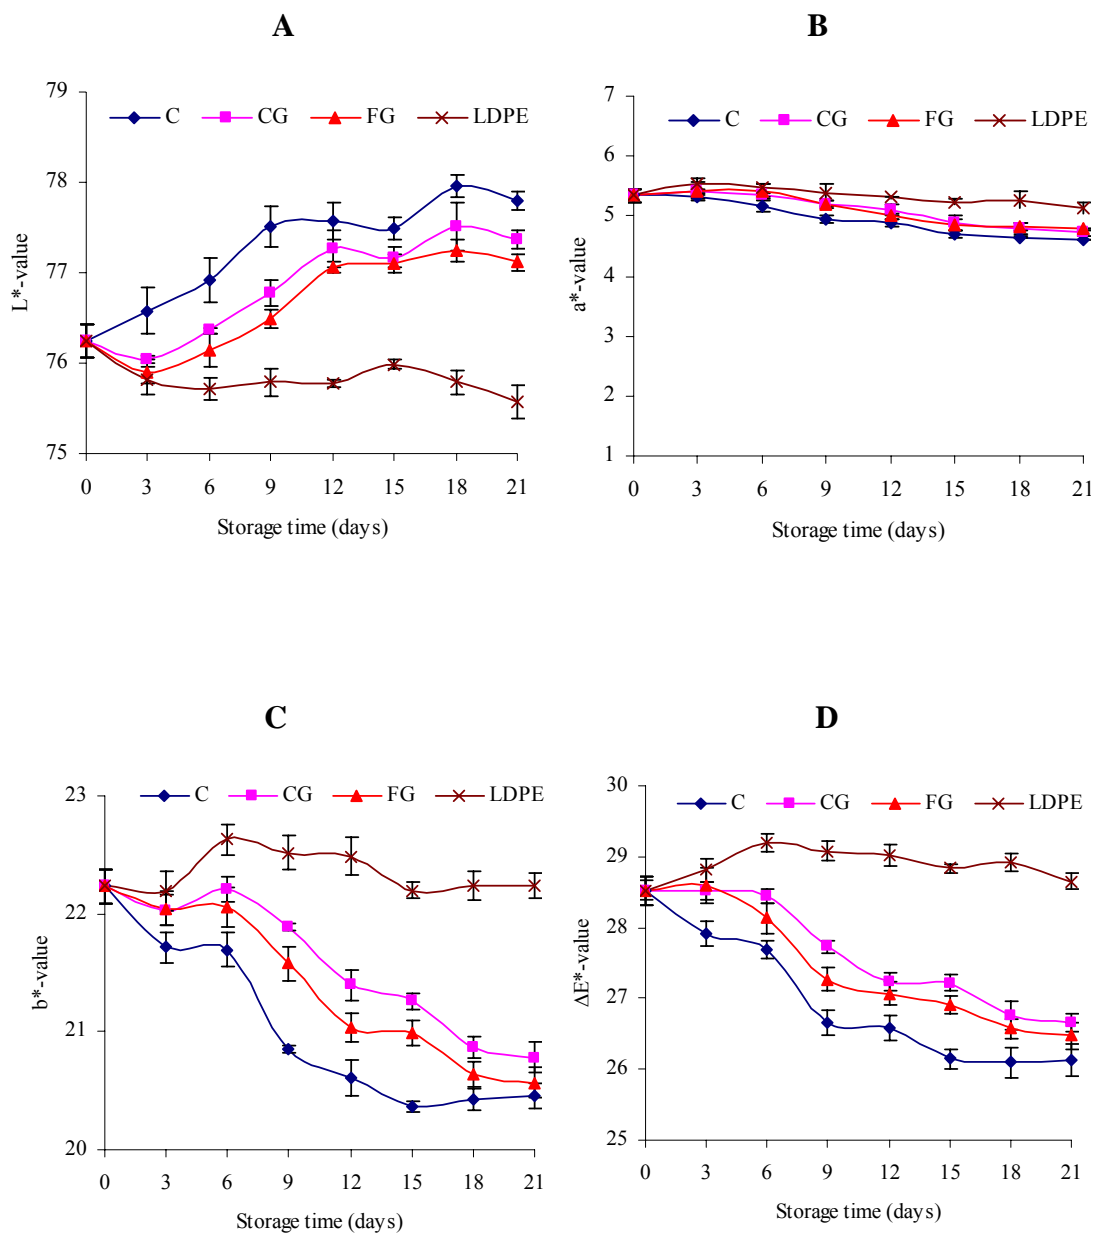 A
C CG FG LDPE
L*-value
79
78
77
76
75
0 3 6 9 12 15 18 21
Storage time (days)
B
C CG FG LDPE
a*-value
7
6
5
4
3
2
1
0 3 6 9 12 15 18 21
Storage time (days)
C
C CG FG LDPE
b*-value
23
22
21
20
0 3 6 9 12 15 18 21
Storage time (days)
D
C CG FG LDPE
ΔE*-value
30
29
28
27
26
25
0 3 6 9 12 15 18 21
Storage time (days)